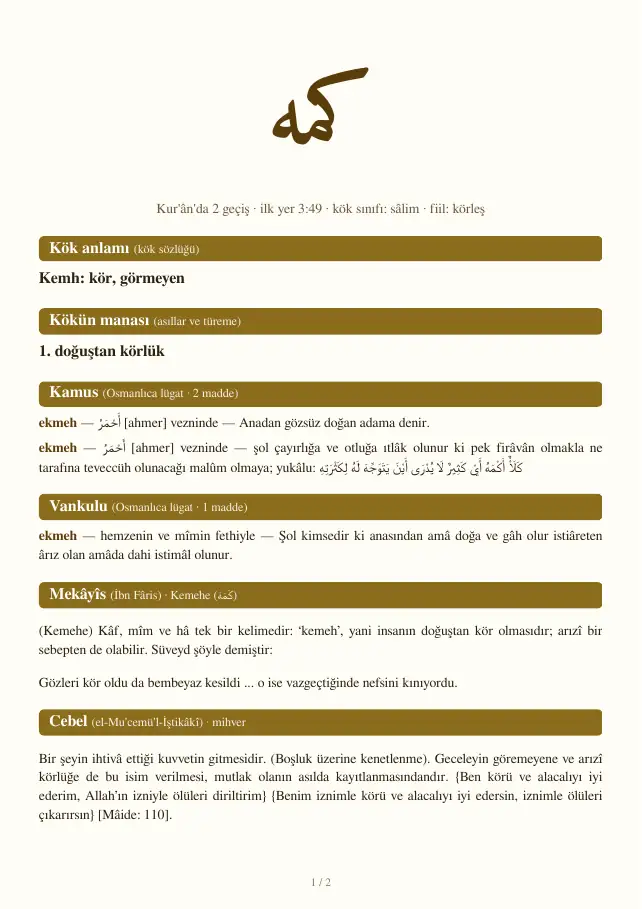 كمه
Kur'ân'da 2 geçiş · ilk yer 3:49 · kök sınıfı: sâlim · fiil: körleş
Kök anlamı (kök sözlüğü)
Kemh: kör, görmeyen
Kökün manası (asıllar ve türeme)
1. doğuştan körlük
Kamus (Osmanlıca lügat · 2 madde)
ekmeh — أَحْمَرُ [ahmer] vezninde — Anadan gözsüz doğan adama denir.
ekmeh — أَحْمَرُ [ahmer] vezninde — şol çayırlığa ve otluğa ıtlâk olunur ki pek firâvân olmakla ne
tarafına teveccüh olunacağı malûm olmaya; yukâlu: كَلَأٌ أَكْمَهُ أَيْ كَثِيرٌ لَا يُدْرَى أَيْنَ يَتَوَجَّهُ لَهُ لِكَثْرَتِهِ
Vankulu (Osmanlıca lügat · 1 madde)
ekmeh — hemzenin ve mîmin fethiyle — Şol kimsedir ki anasından amâ doğa ve gâh olur istiâreten
ârız olan amâda dahi istimâl olunur.
Mekâyîs (İbn Fâris) · Kemehe (كَمَهَ)
(Kemehe) Kâf, mîm ve hâ tek bir kelimedir: ‘kemeh’, yani insanın doğuştan kör olmasıdır; arızî bir
sebepten de olabilir. Süveyd şöyle demiştir:
Gözleri kör oldu da bembeyaz kesildi ... o ise vazgeçtiğinde nefsini kınıyordu.
Cebel (el-Mu'cemü'l-İştikâkî) · mihver
Bir şeyin ihtivâ ettiği kuvvetin gitmesidir. (Boşluk üzerine kenetlenme). Geceleyin göremeyene ve arızî
körlüğe de bu isim verilmesi, mutlak olanın asılda kayıtlanmasındandır. {Ben körü ve alacalıyı iyi
ederim, Allah’ın izniyle ölüleri diriltirim} {Benim iznimle körü ve alacalıyı iyi edersin, iznimle ölüleri
çıkarırsın} [Mâide: 110].
1 / 2